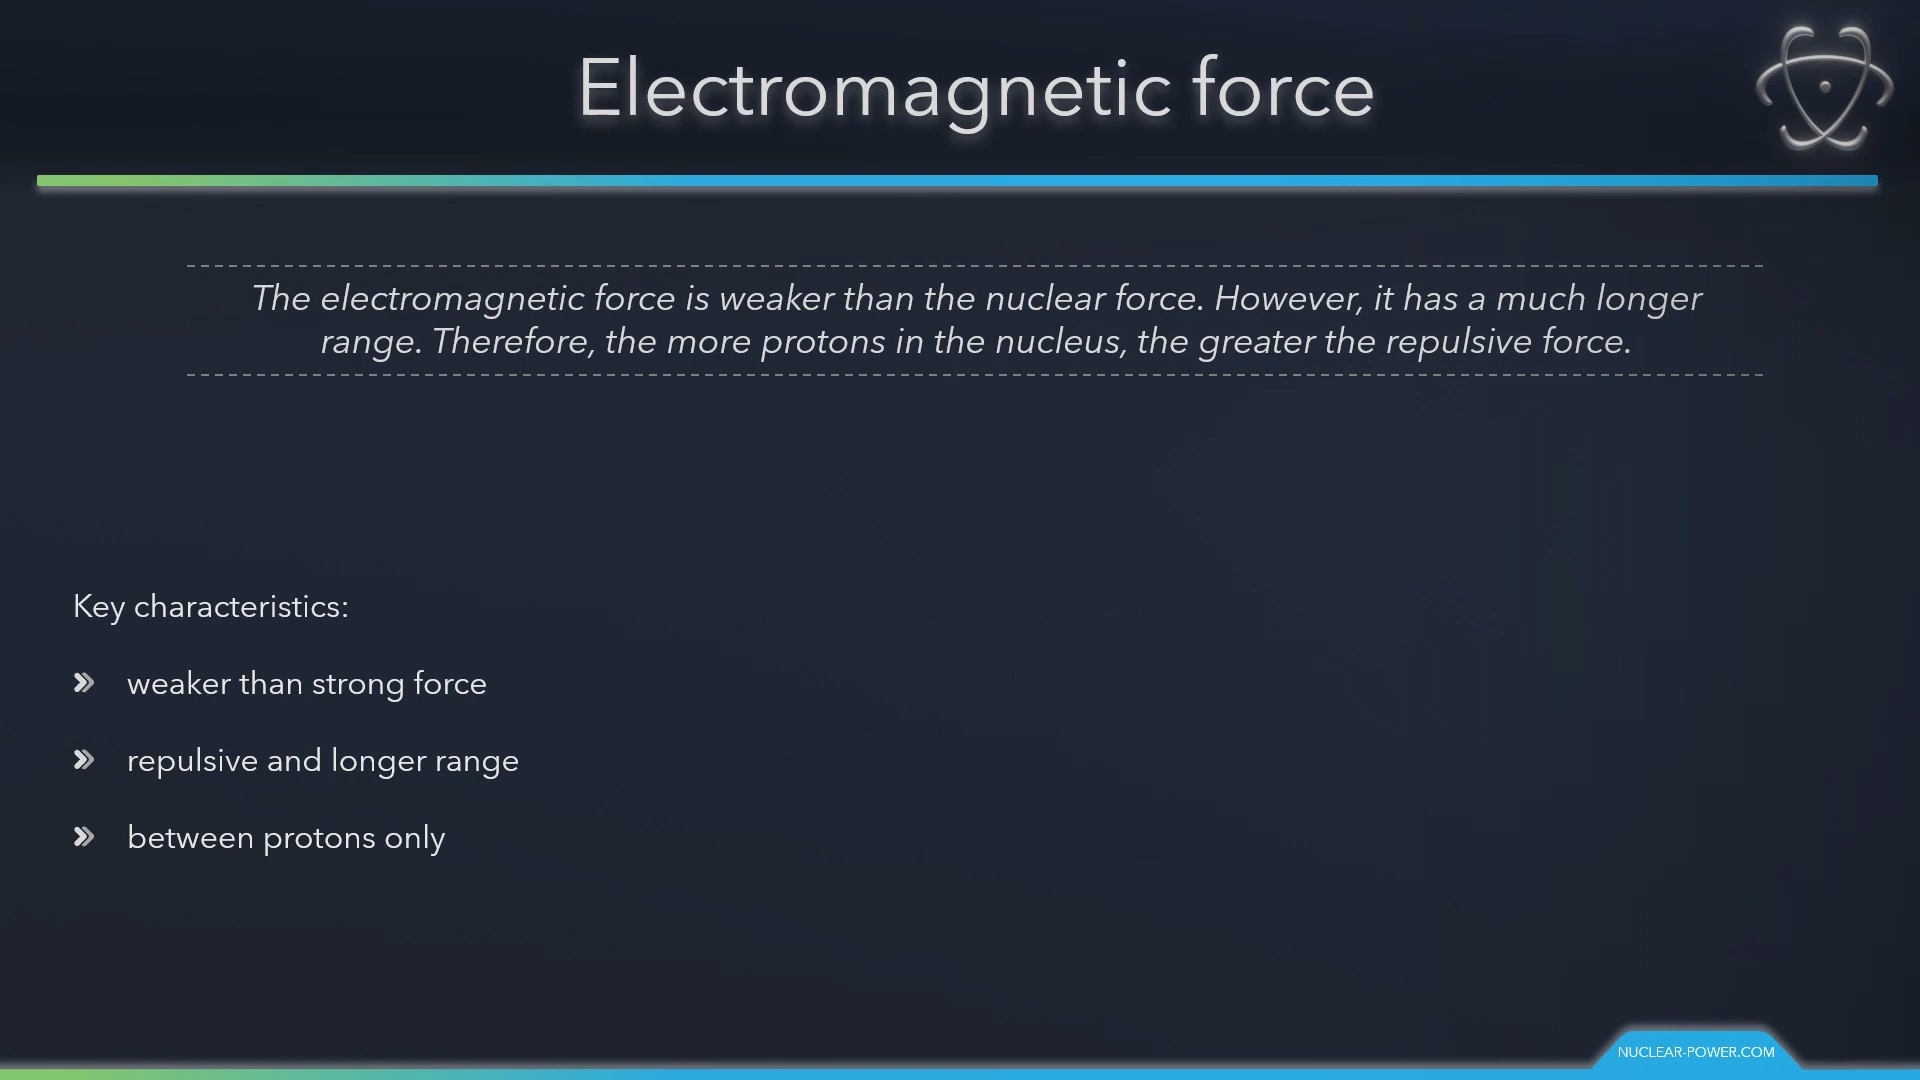 Electromagnetic force
The electromagnetic force is weaker than the nuclear force. However, it has a much longer
range. Therefore, the more protons in the nucleus, the greater the repulsive force.
Key characteristics:
weaker than strong force
repulsive and longer range
between protons only
NUCLEAR-POWER.COM